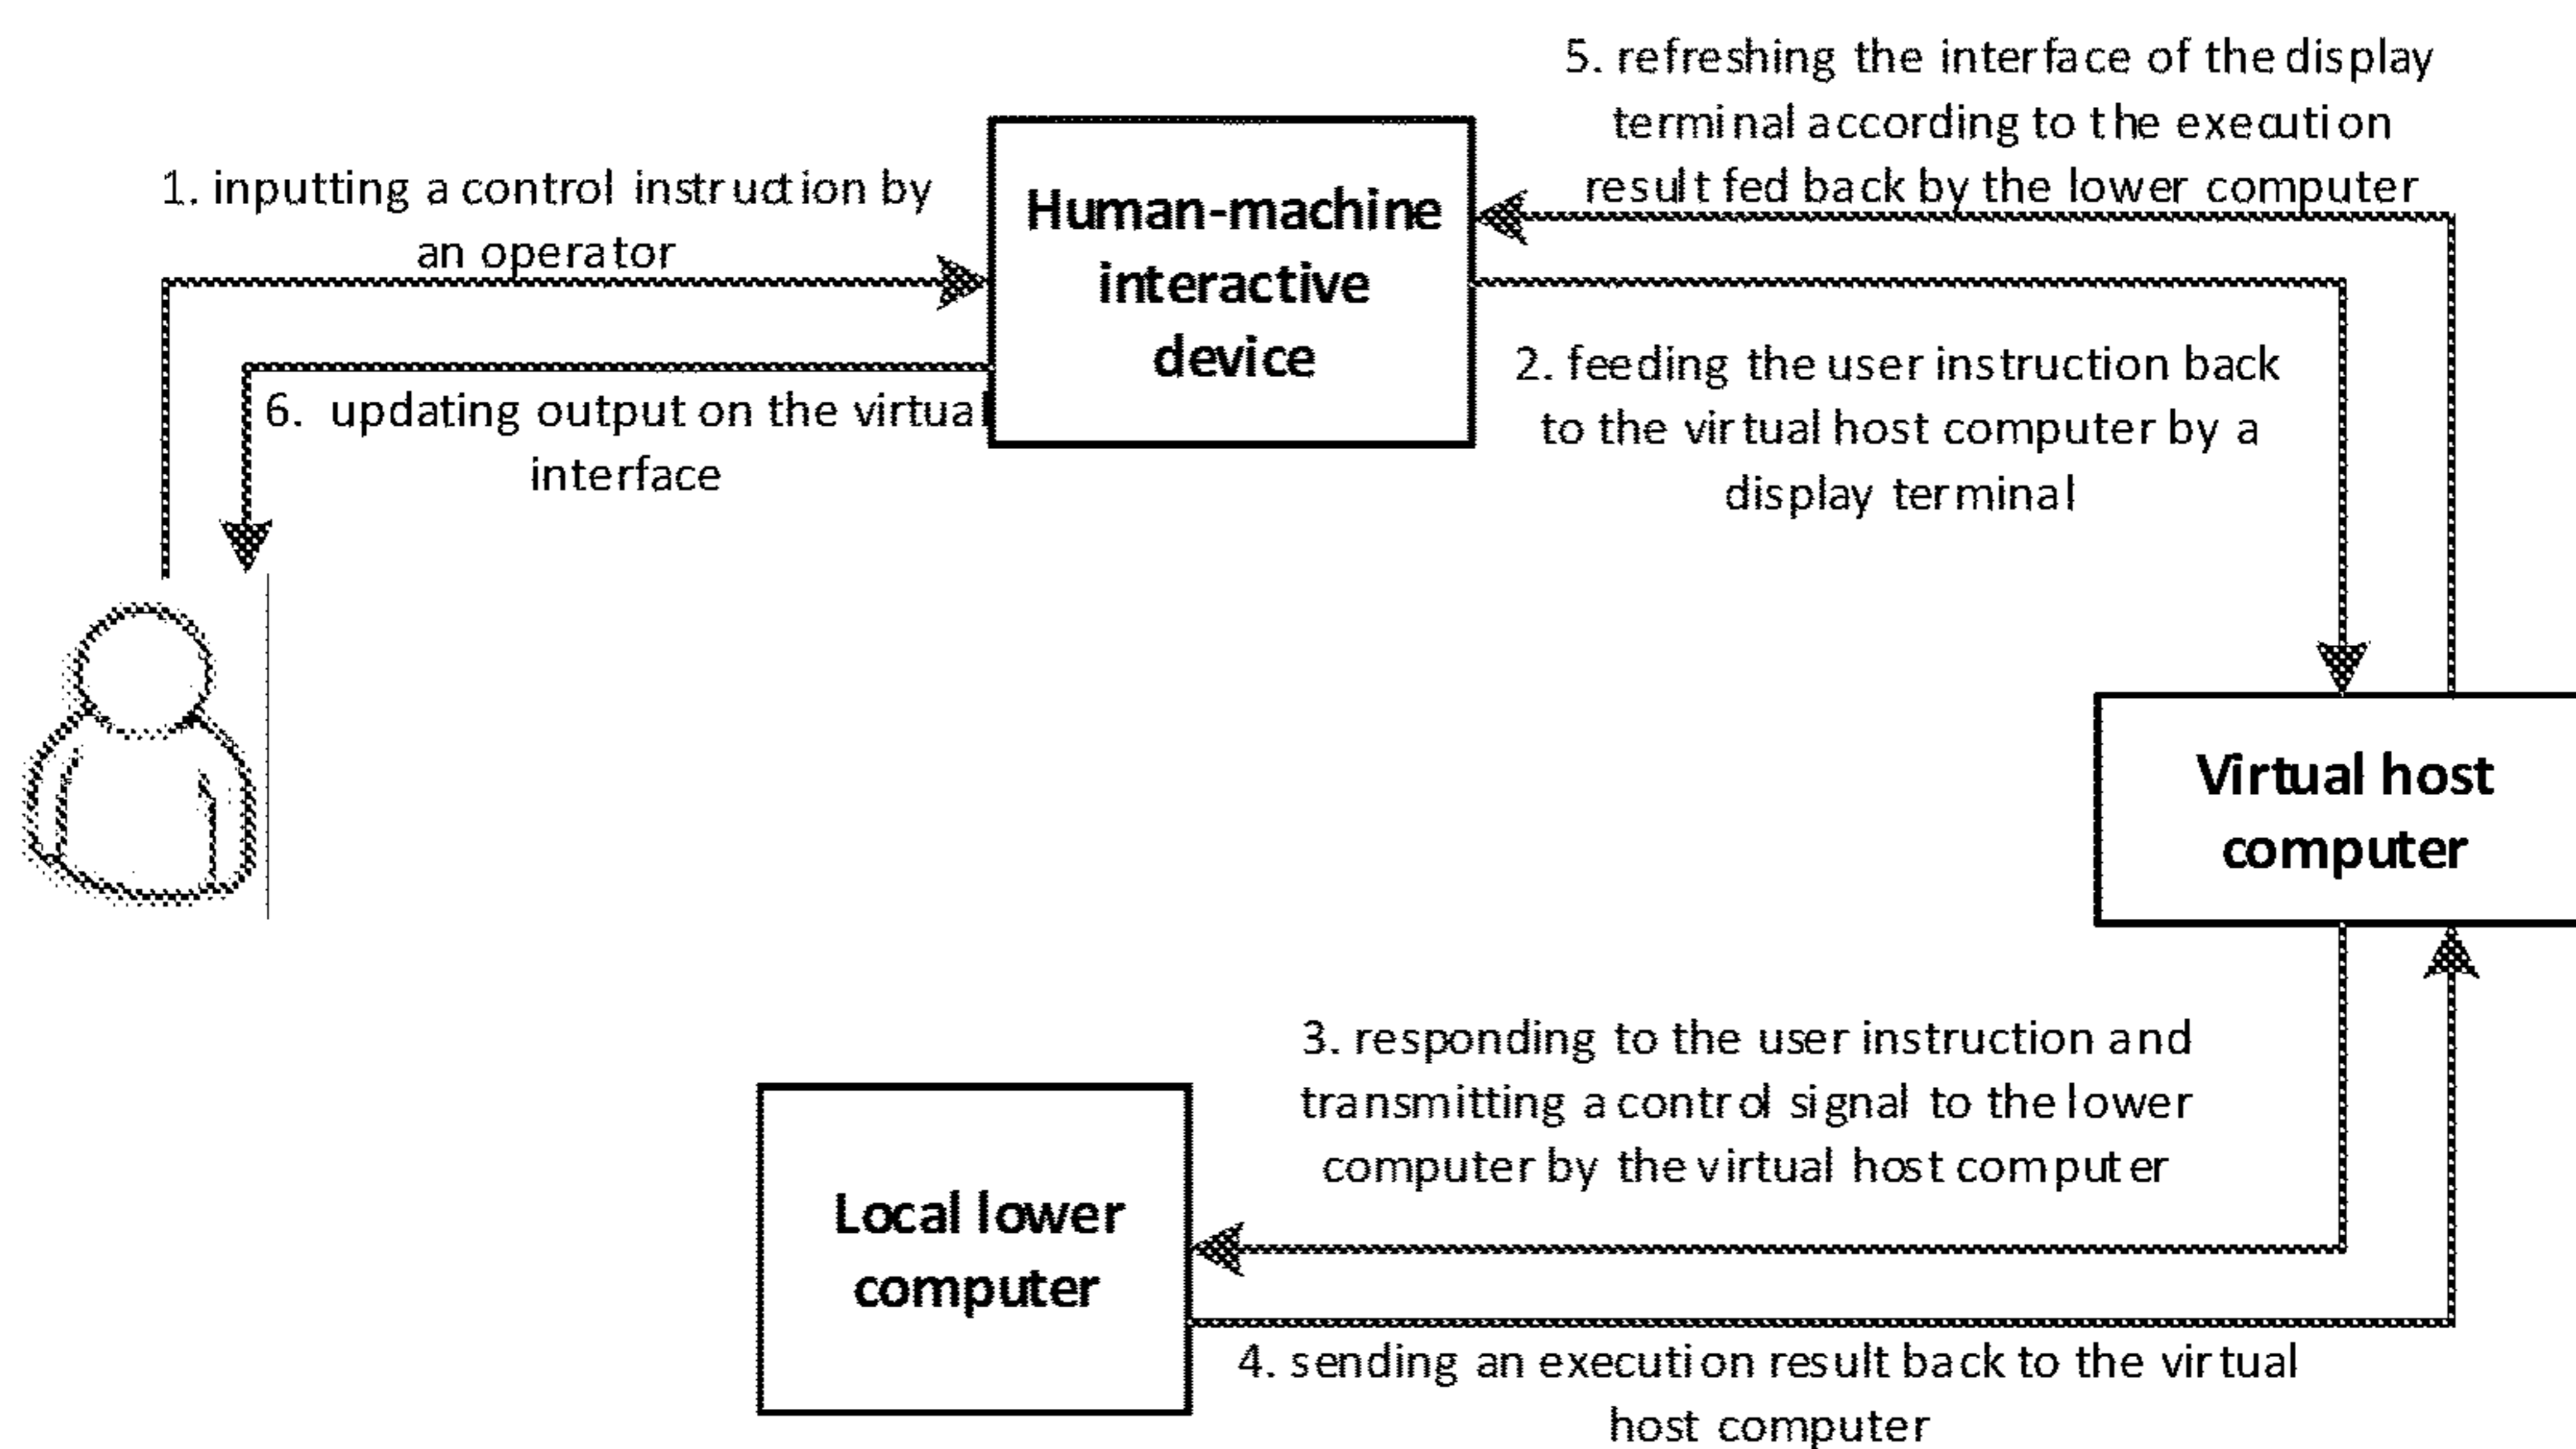 1. inputting a control instruction by
an operator
Human-machine
interactive
device
5. refreshing the interface of the display
terminal according to the execution
result fed back by the lower computer
2. feeding the user instruction back
to the virtual host computer by a
display terminal
6. updating output on the virtual
interface
Virtual host
computer
3. responding to the user instruction and
transmitting a control signal to the lower
computer by the virtual host computer
Local lower
computer
4. sending an execution result back to the virtual
host computer